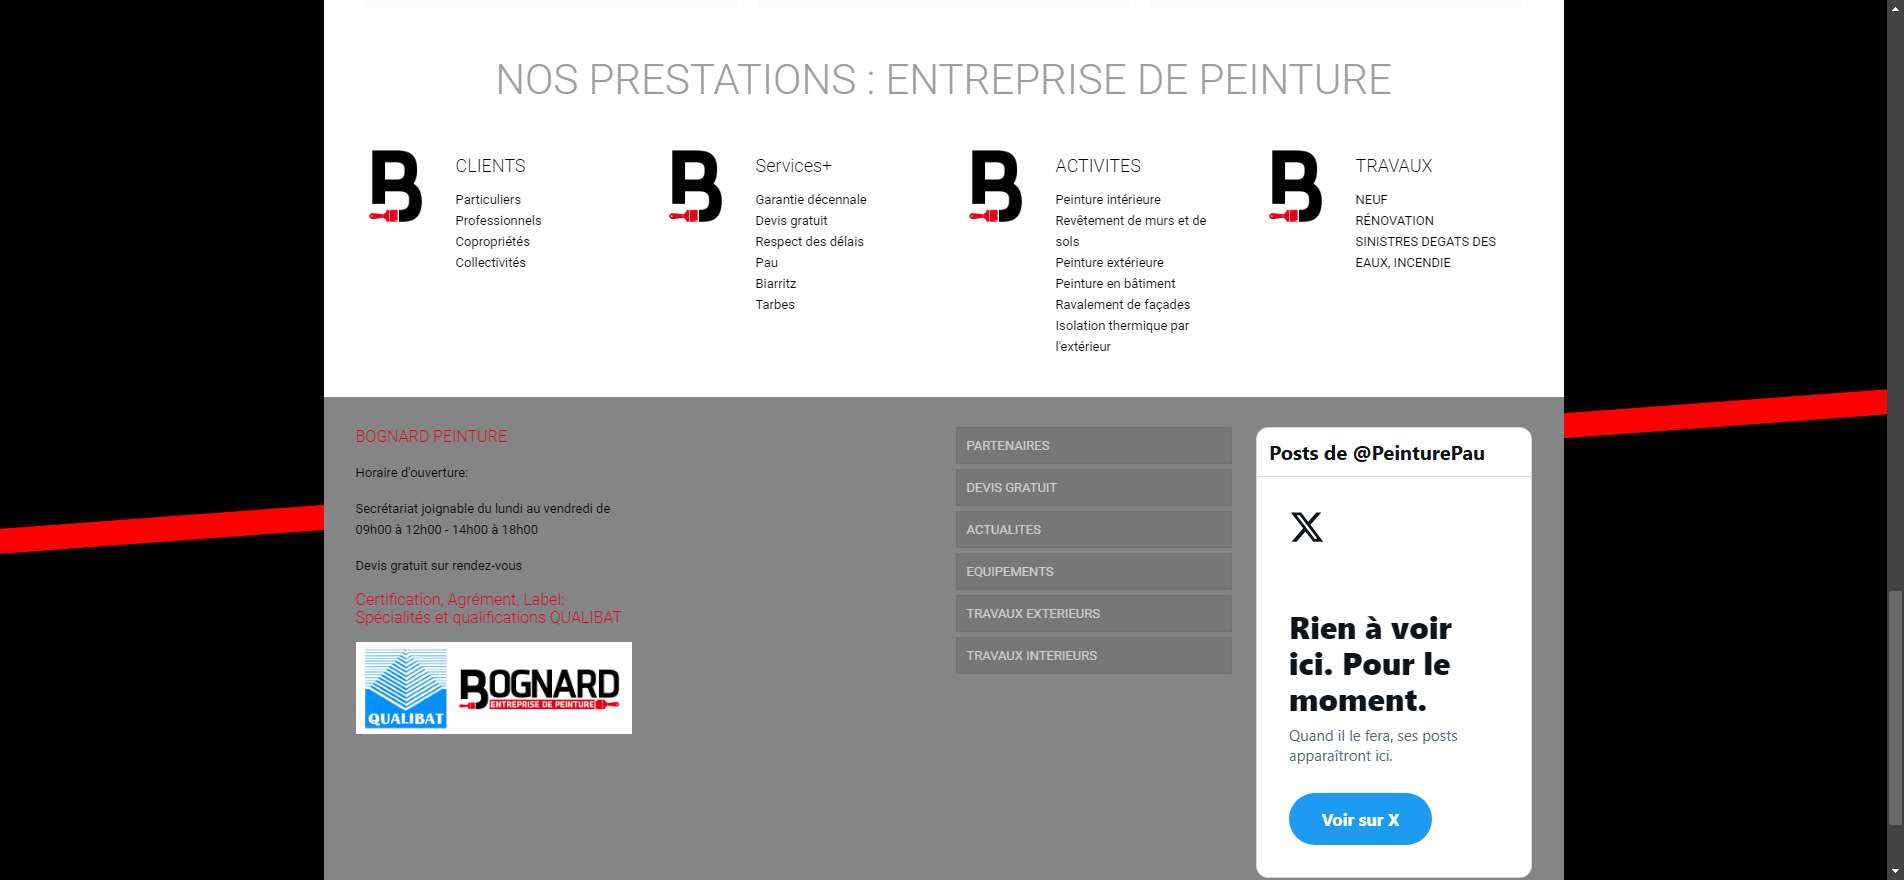 NOS PRESTATIONS : ENTREPRISE DE PEINTURE
CLIENTS
Particuliers
Professionnels
Copropriétés
Collectivités
Services+
Garantie décennale
Devis gratuit
Respect des délais
Pau
Biarritz
Tarbes
ACTIVITES
Peinture intérieure
Revêtement de murs et de
sols
Peinture extérieure
Peinture en bâtiment
Ravalement de façades
Isolation thermique par
l'extérieur
TRAVAUX
NEUF
RÉNOVATION
SINISTRES DEGATS DES
EAUX, INCENDIE
BOGNARD PEINTURE
Horaire d'ouverture:
Secrétariat joignable du lundi au vendredi de
09h00 à 12h00 - 14h00 à 18h00
Devis gratuit sur rendez-vous
Certification, Agrément, Label:
Spécialités et qualifications QUALIBAT
QUALIBAT
BOGNARD
ENTREPRISE DE PEINTURE
PARTENAIRES
DEVIS GRATUIT
ACTUALITES
EQUIPEMENTS
TRAVAUX EXTERIEURS
TRAVAUX INTERIEURS
Posts de @PeinturePau
Rien à voir
ici. Pour le
moment.
Quand il le fera, ses posts
apparaîtront ici.
Voir sur X